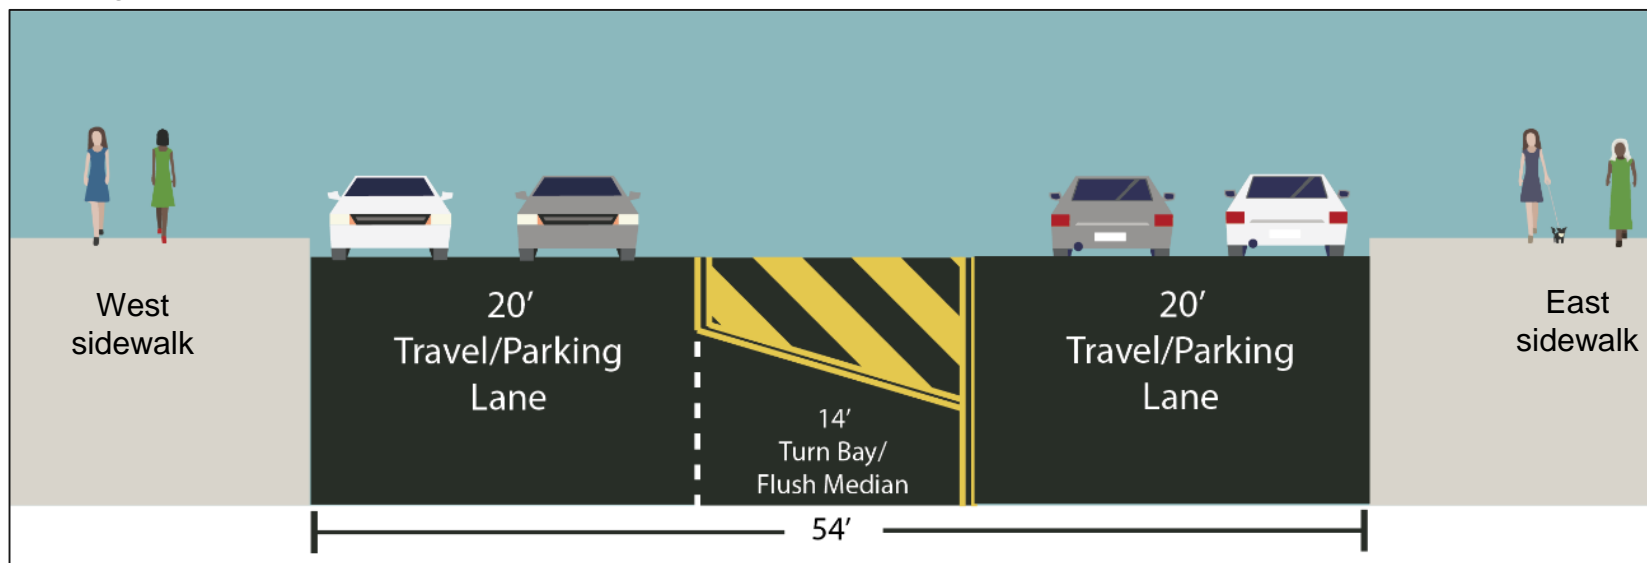 West
sidewalk
20’
Travel/Parking
Lane
14’
Turn Bay/
Flush Median
20’
Travel/Parking
Lane
East
sidewalk
54’